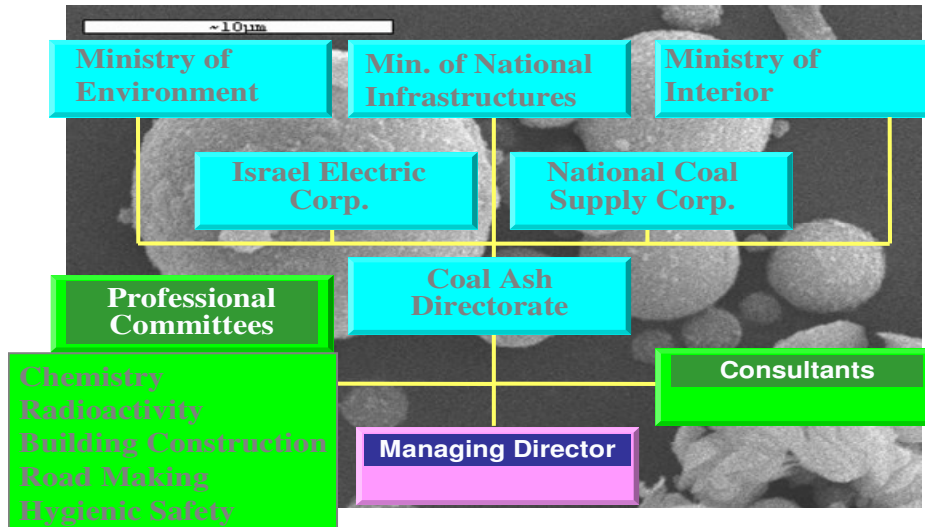 ~10µm
Ministry of
Environment
Min. of National
Infrastructures
Ministry of
Interior
Israel Electric
Corp.
National Coal
Supply Corp.
Coal Ash
Directorate
Professional
Committees
Chemistry
Radioactivity
Building Construction
Road Making
Hygienic Safety
Consultants
Managing Director